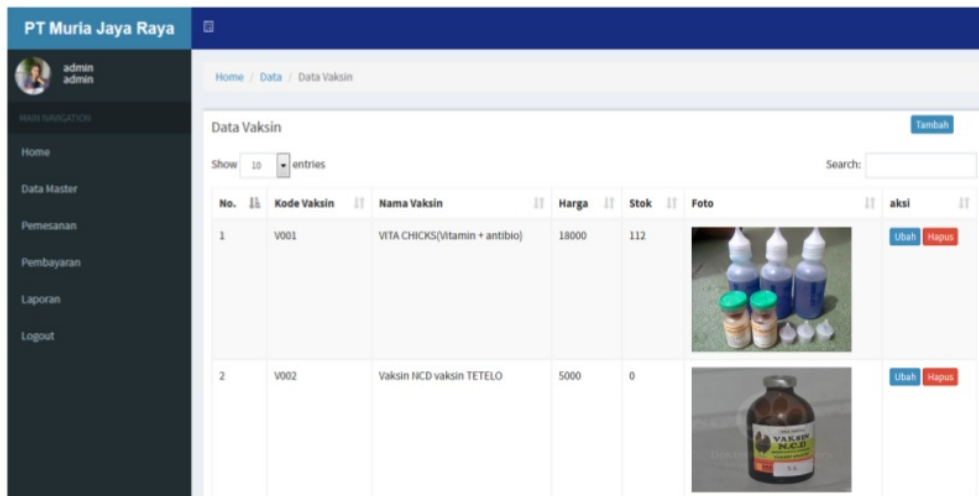 PT Muria Jaya Raya
admin
admin
Home / Data / Data Vaksin
MAIN NAVIGATION
Data Vaksin
Tambah
Home
Show 10 entries
Search:
Data Master
No. Kode Vaksin Nama Vaksin Harga Stok Foto aksi
Pemesanan
1 V001 VITA CHICKS(Vitamin + antibio) 18000 112 Ubah Hapus
Pembayaran
Laporan
Logout
2 V002 Vaksin NCD vaksin TETELO 5000 0 Ubah Hapus
VAKSIN
N.C.D